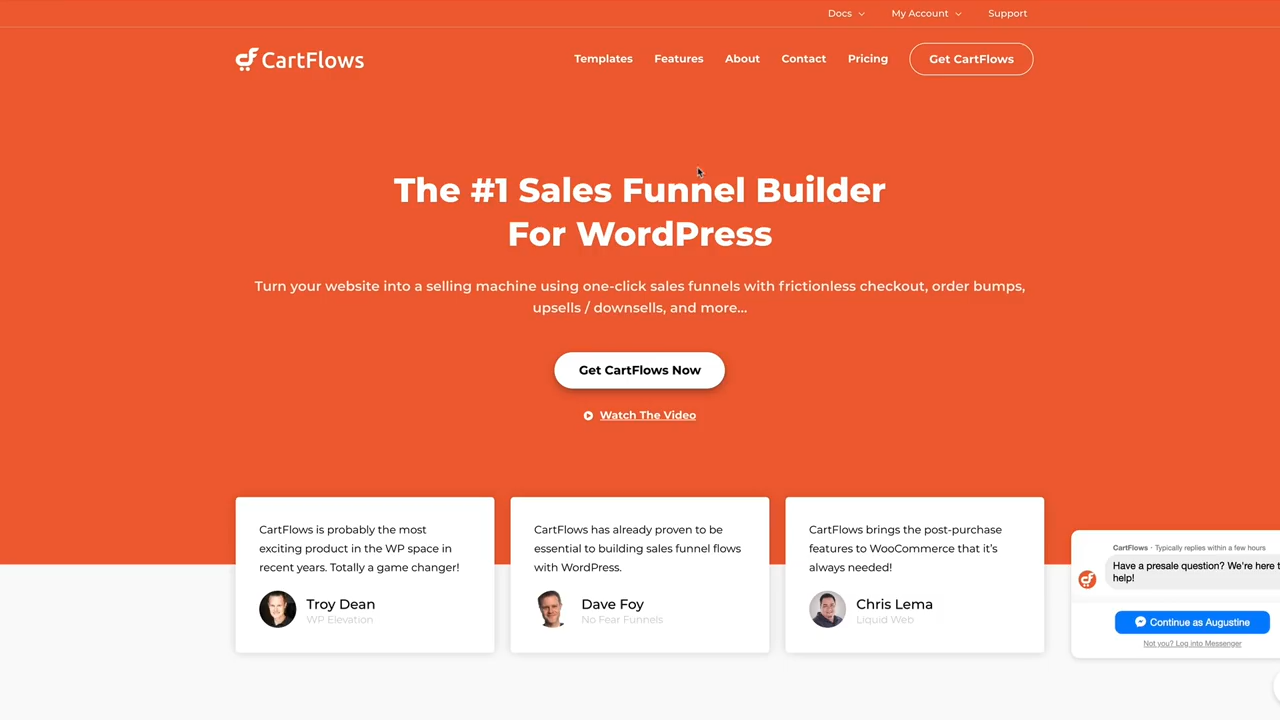 Docs My Account Support
CartFlows Templates Features About Contact Pricing Get CartFlows
The #1 Sales Funnel Builder
For WordPress
Turn your website into a selling machine using one-click sales funnels with frictionless checkout, order bumps,
upsells / downsells, and more...
Get CartFlows Now
Watch The Video
CartFlows is probably the most
exciting product in the WP space in
recent years. Totally a game changer!
Troy Dean
WP Elevation
CartFlows has already proven to be
essential to building sales funnel flows
with WordPress.
Dave Foy
No Fear Funnels
CartFlows brings the post-purchase
features to WooCommerce that it's
always needed!
Chris Lema
Liquid Web
CartFlows · Typically replies within a few hours
Have a presale question? We're here t
help!
Continue as Augustine
Not you? Log into Messenger